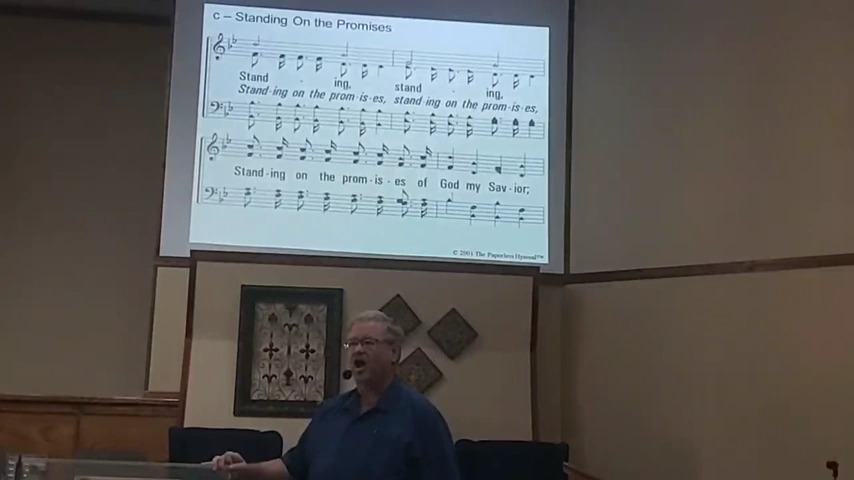 c – Standing On the Promises
Stand ing, stand ing,
Stand-ing on the prom-is-es, stand-ing on the prom-is-es,
Stand-ing on the prom-is-es of God my Sav-ior;
© 2001 The Paperless Hymnal™